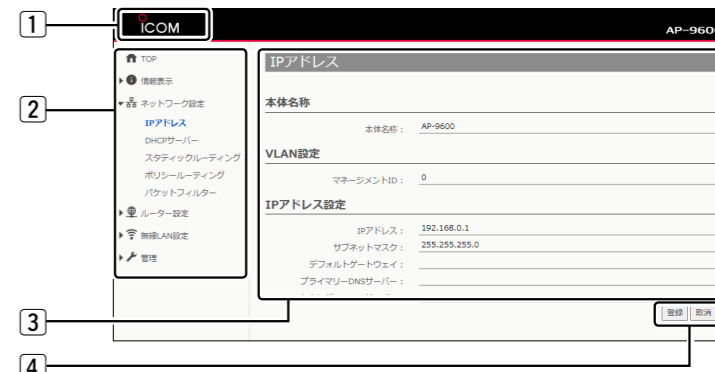 1
ICOM
AP-960
TOP
情報表示
ネットワーク設定
IPアドレス
DHCPサーバー
スタティックルーティング
ポリシールーティング
パケットフィルター
ルーター設定
無線LAN設定
管理
2
IPアドレス
本体名称
本体名称： AP-9600
VLAN設定
マネージメントID： 0
IPアドレス設定
IPアドレス： 192.168.0.1
サブネットマスク： 255.255.255.0
デフォルトゲートウェイ：
プライマリーDNSサーバー：
3
登録 取消
4